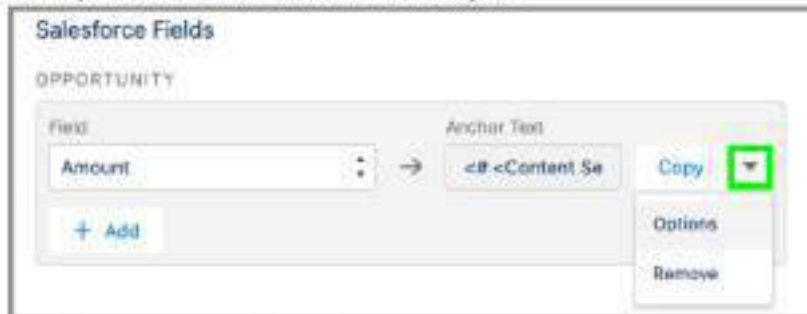 Salesforce Fields
OPPORTUNITY
Field Anchor Text
Amount → <# <Content Se Copy
+ Add Options
Remove